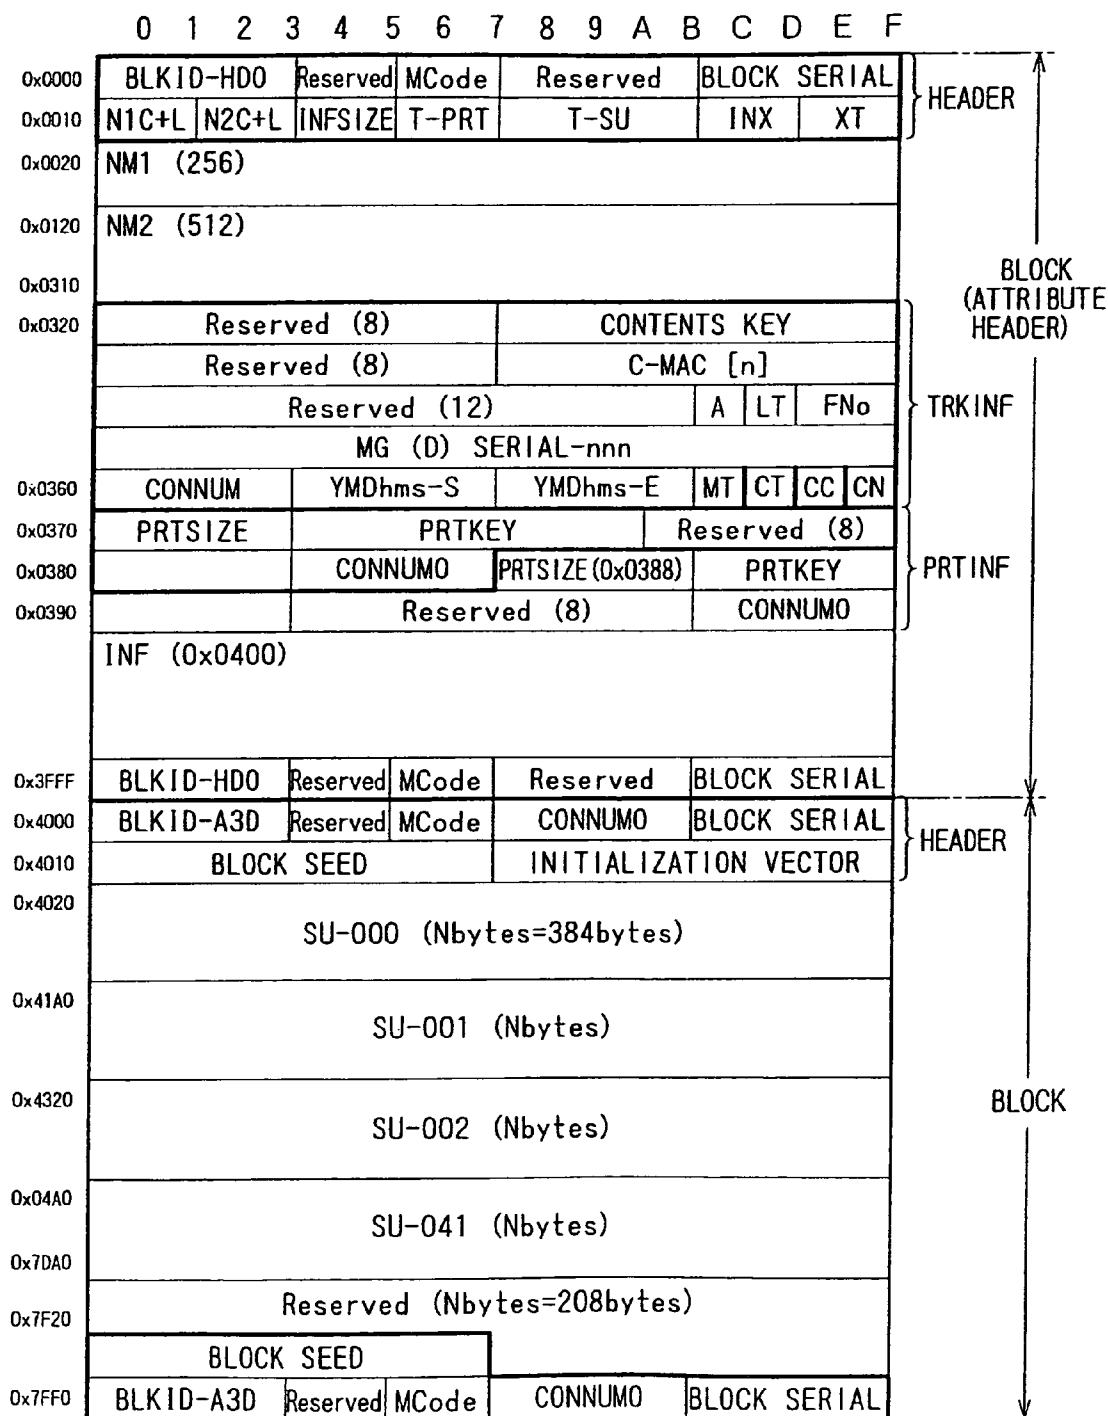 0 1 2 3 4 5 6 7 8 9 A B C D E F
0x0000 BLKID-HD0 Reserved MCode Reserved BLOCK SERIAL
HEADER
0x0010 N1C+L N2C+L INFSIZE T-PRT T-SU INX XT
0x0020 NM1 (256)
0x0120 NM2 (512)
0x0310
BLOCK
(ATTRIBUTE
HEADER)
0x0320 Reserved (8) CONTENTS KEY
Reserved (8) C-MAC [n]
Reserved (12) A LT FNo
TRKINF
MG (D) SERIAL-nnn
0x0360 CONNUM YMDhms-S YMDhms-E MT CT CC CN
0x0370 PRTSIZE PRTKEY Reserved (8)
0x0380 CONNUM0 PRTSIZE(0x0388) PRTKEY
PRTINF
0x0390 Reserved (8) CONNUM0
INF (0x0400)
0x3FFF BLKID-HD0 Reserved MCode Reserved BLOCK SERIAL
0x4000 BLKID-A3D Reserved MCode CONNUM0 BLOCK SERIAL
HEADER
0x4010 BLOCK SEED INITIALIZATION VECTOR
0x4020
SU-000 (Nbytes=384bytes)
0x41A0
SU-001 (Nbytes)
0x4320
SU-002 (Nbytes)
BLOCK
0x04A0
SU-041 (Nbytes)
0x7DA0
Reserved (Nbytes=208bytes)
0x7F20
BLOCK SEED
0x7FF0 BLKID-A3D Reserved MCode CONNUM0 BLOCK SERIAL